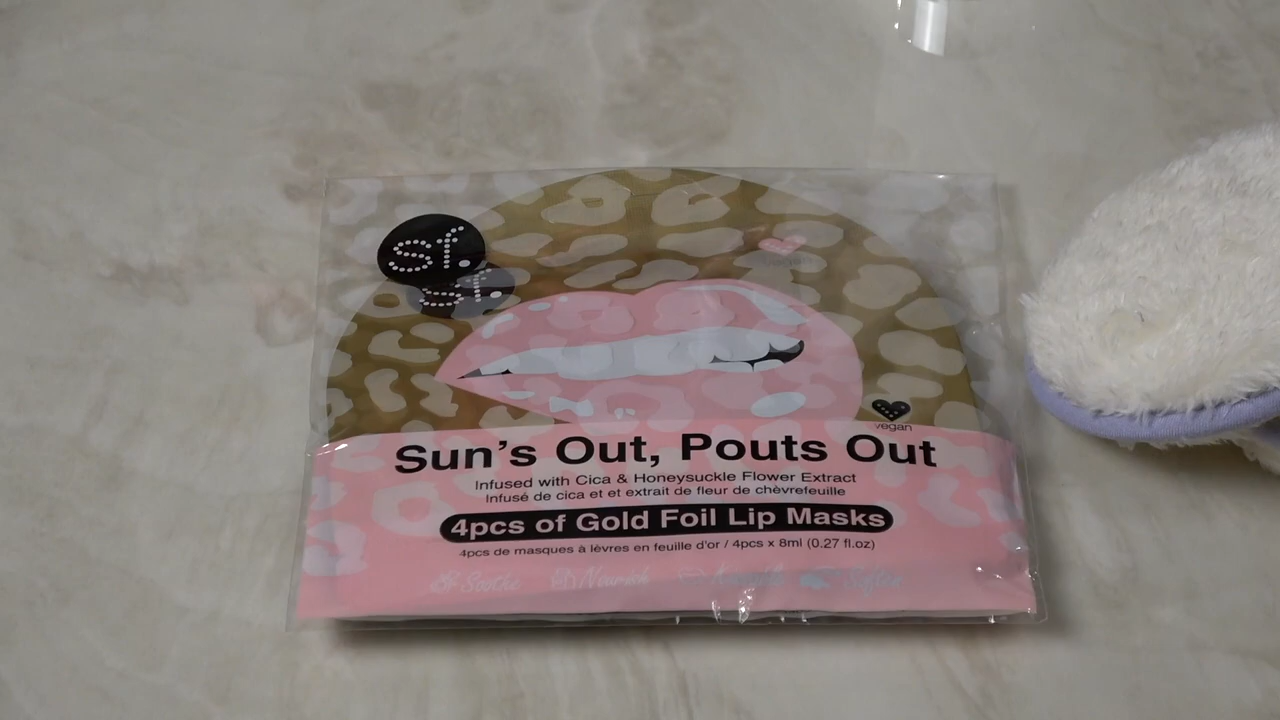 sf.
sf.
vegan
Sun's Out, Pouts Out
Infused with Cica & Honeysuckle Flower Extract
Infusé de cica et et extrait de fleur de chèvrefeuille
4pcs of Gold Foil Lip Masks
4pcs de masques à lèvres en feuille d'or / 4pcs x 8ml (0.27 fl.oz)
Soothe Nourish Soften